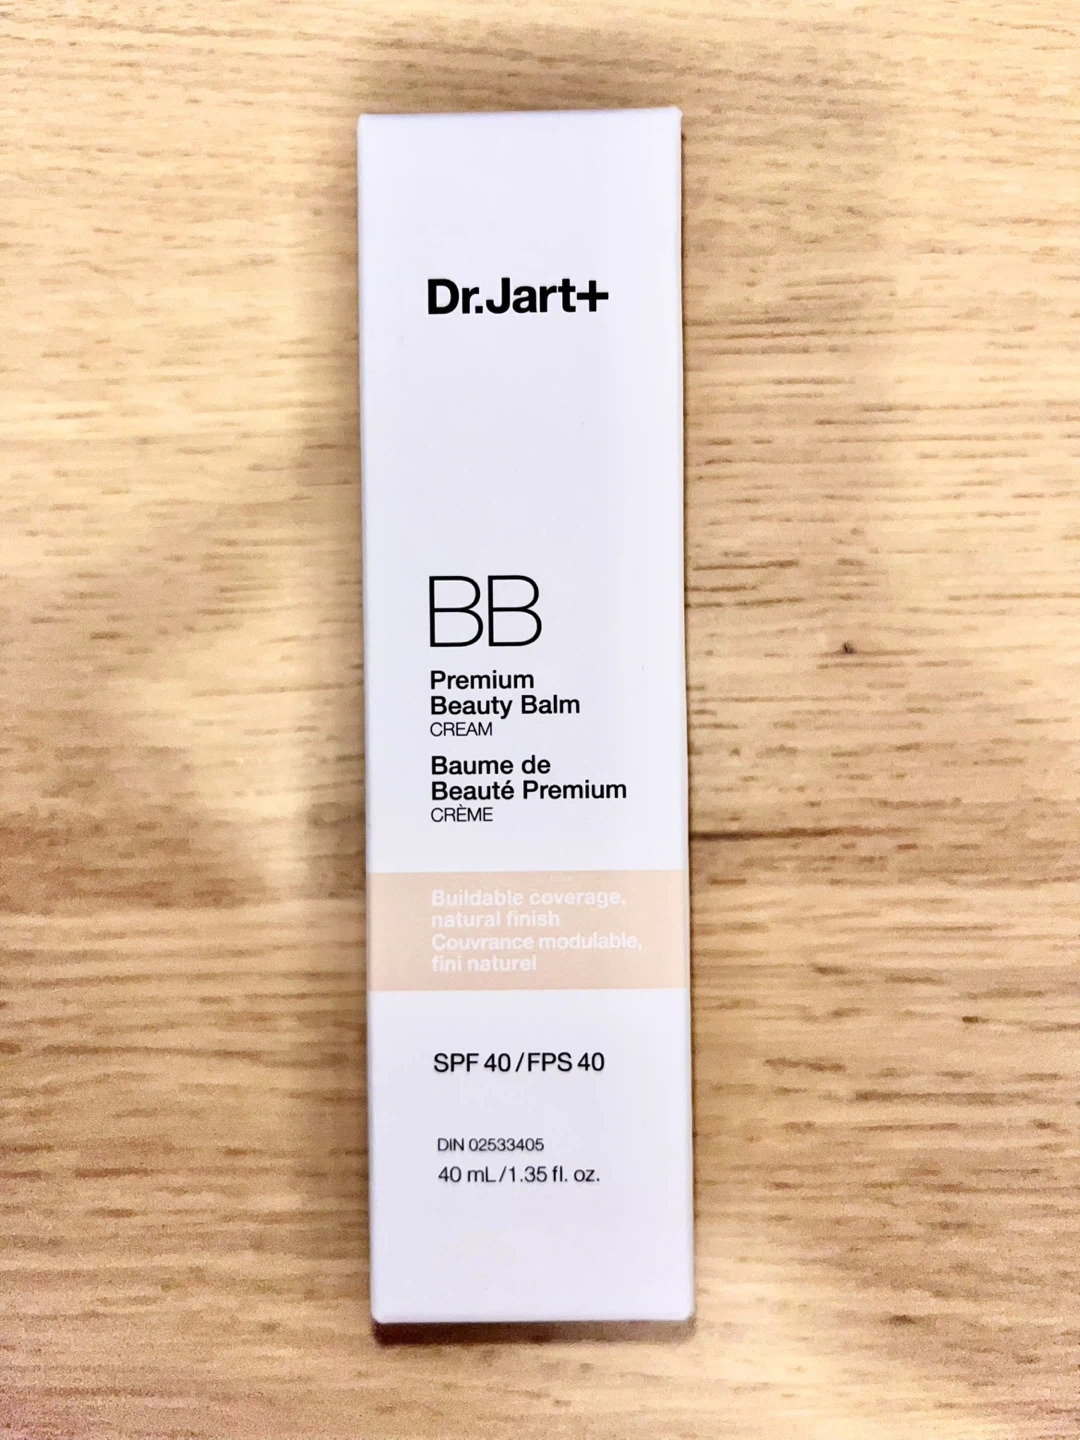 Dr.Jart+
BB
Premium
Beauty Balm
CREAM
Baume de
Beauté Premium
CRÈME
Buildable coverage,
natural finish
Couvrance modulable,
fini naturel
SPF 40/FPS 40
DIN 02533405
40 mL/1.35 fl. oz.